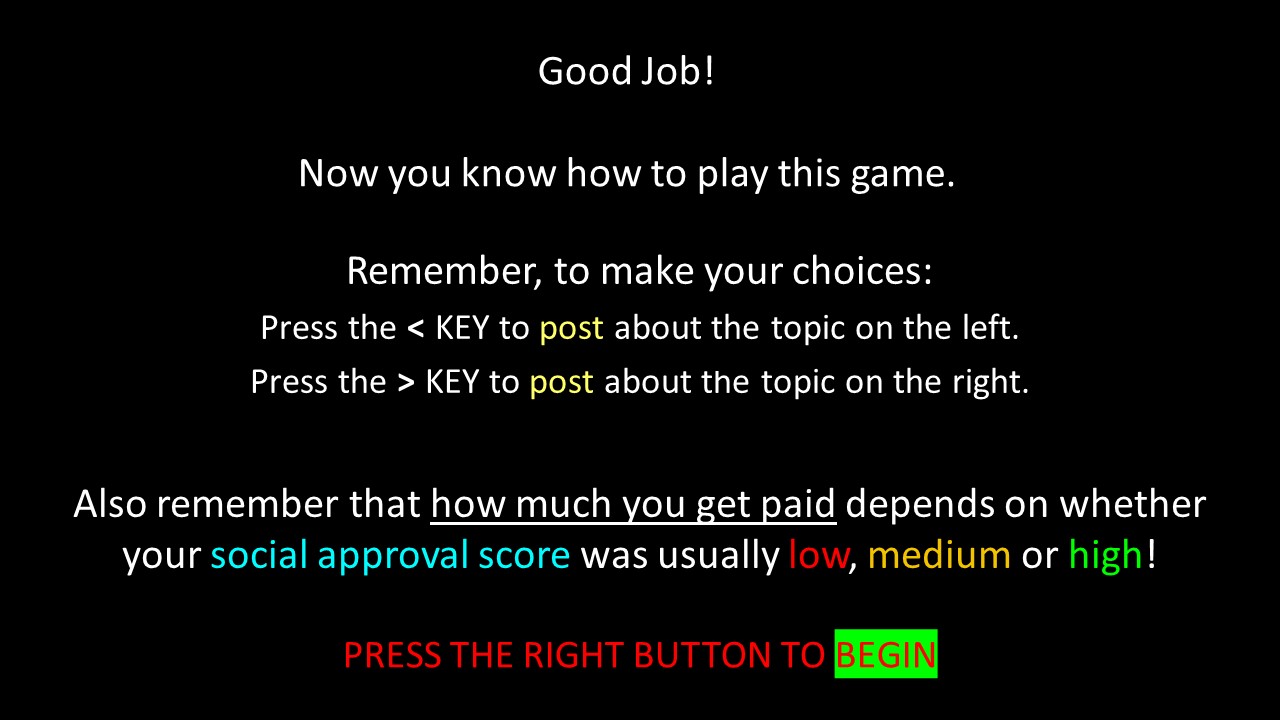 Good Job!
Now you know how to play this game.
Remember, to make your choices:
Press the < KEY to post about the topic on the left.
Press the > KEY to post about the topic on the right.
Also remember that how much you get paid depends on whether
your social approval score was usually low, medium or high!
PRESS THE RIGHT BUTTON TO BEGIN